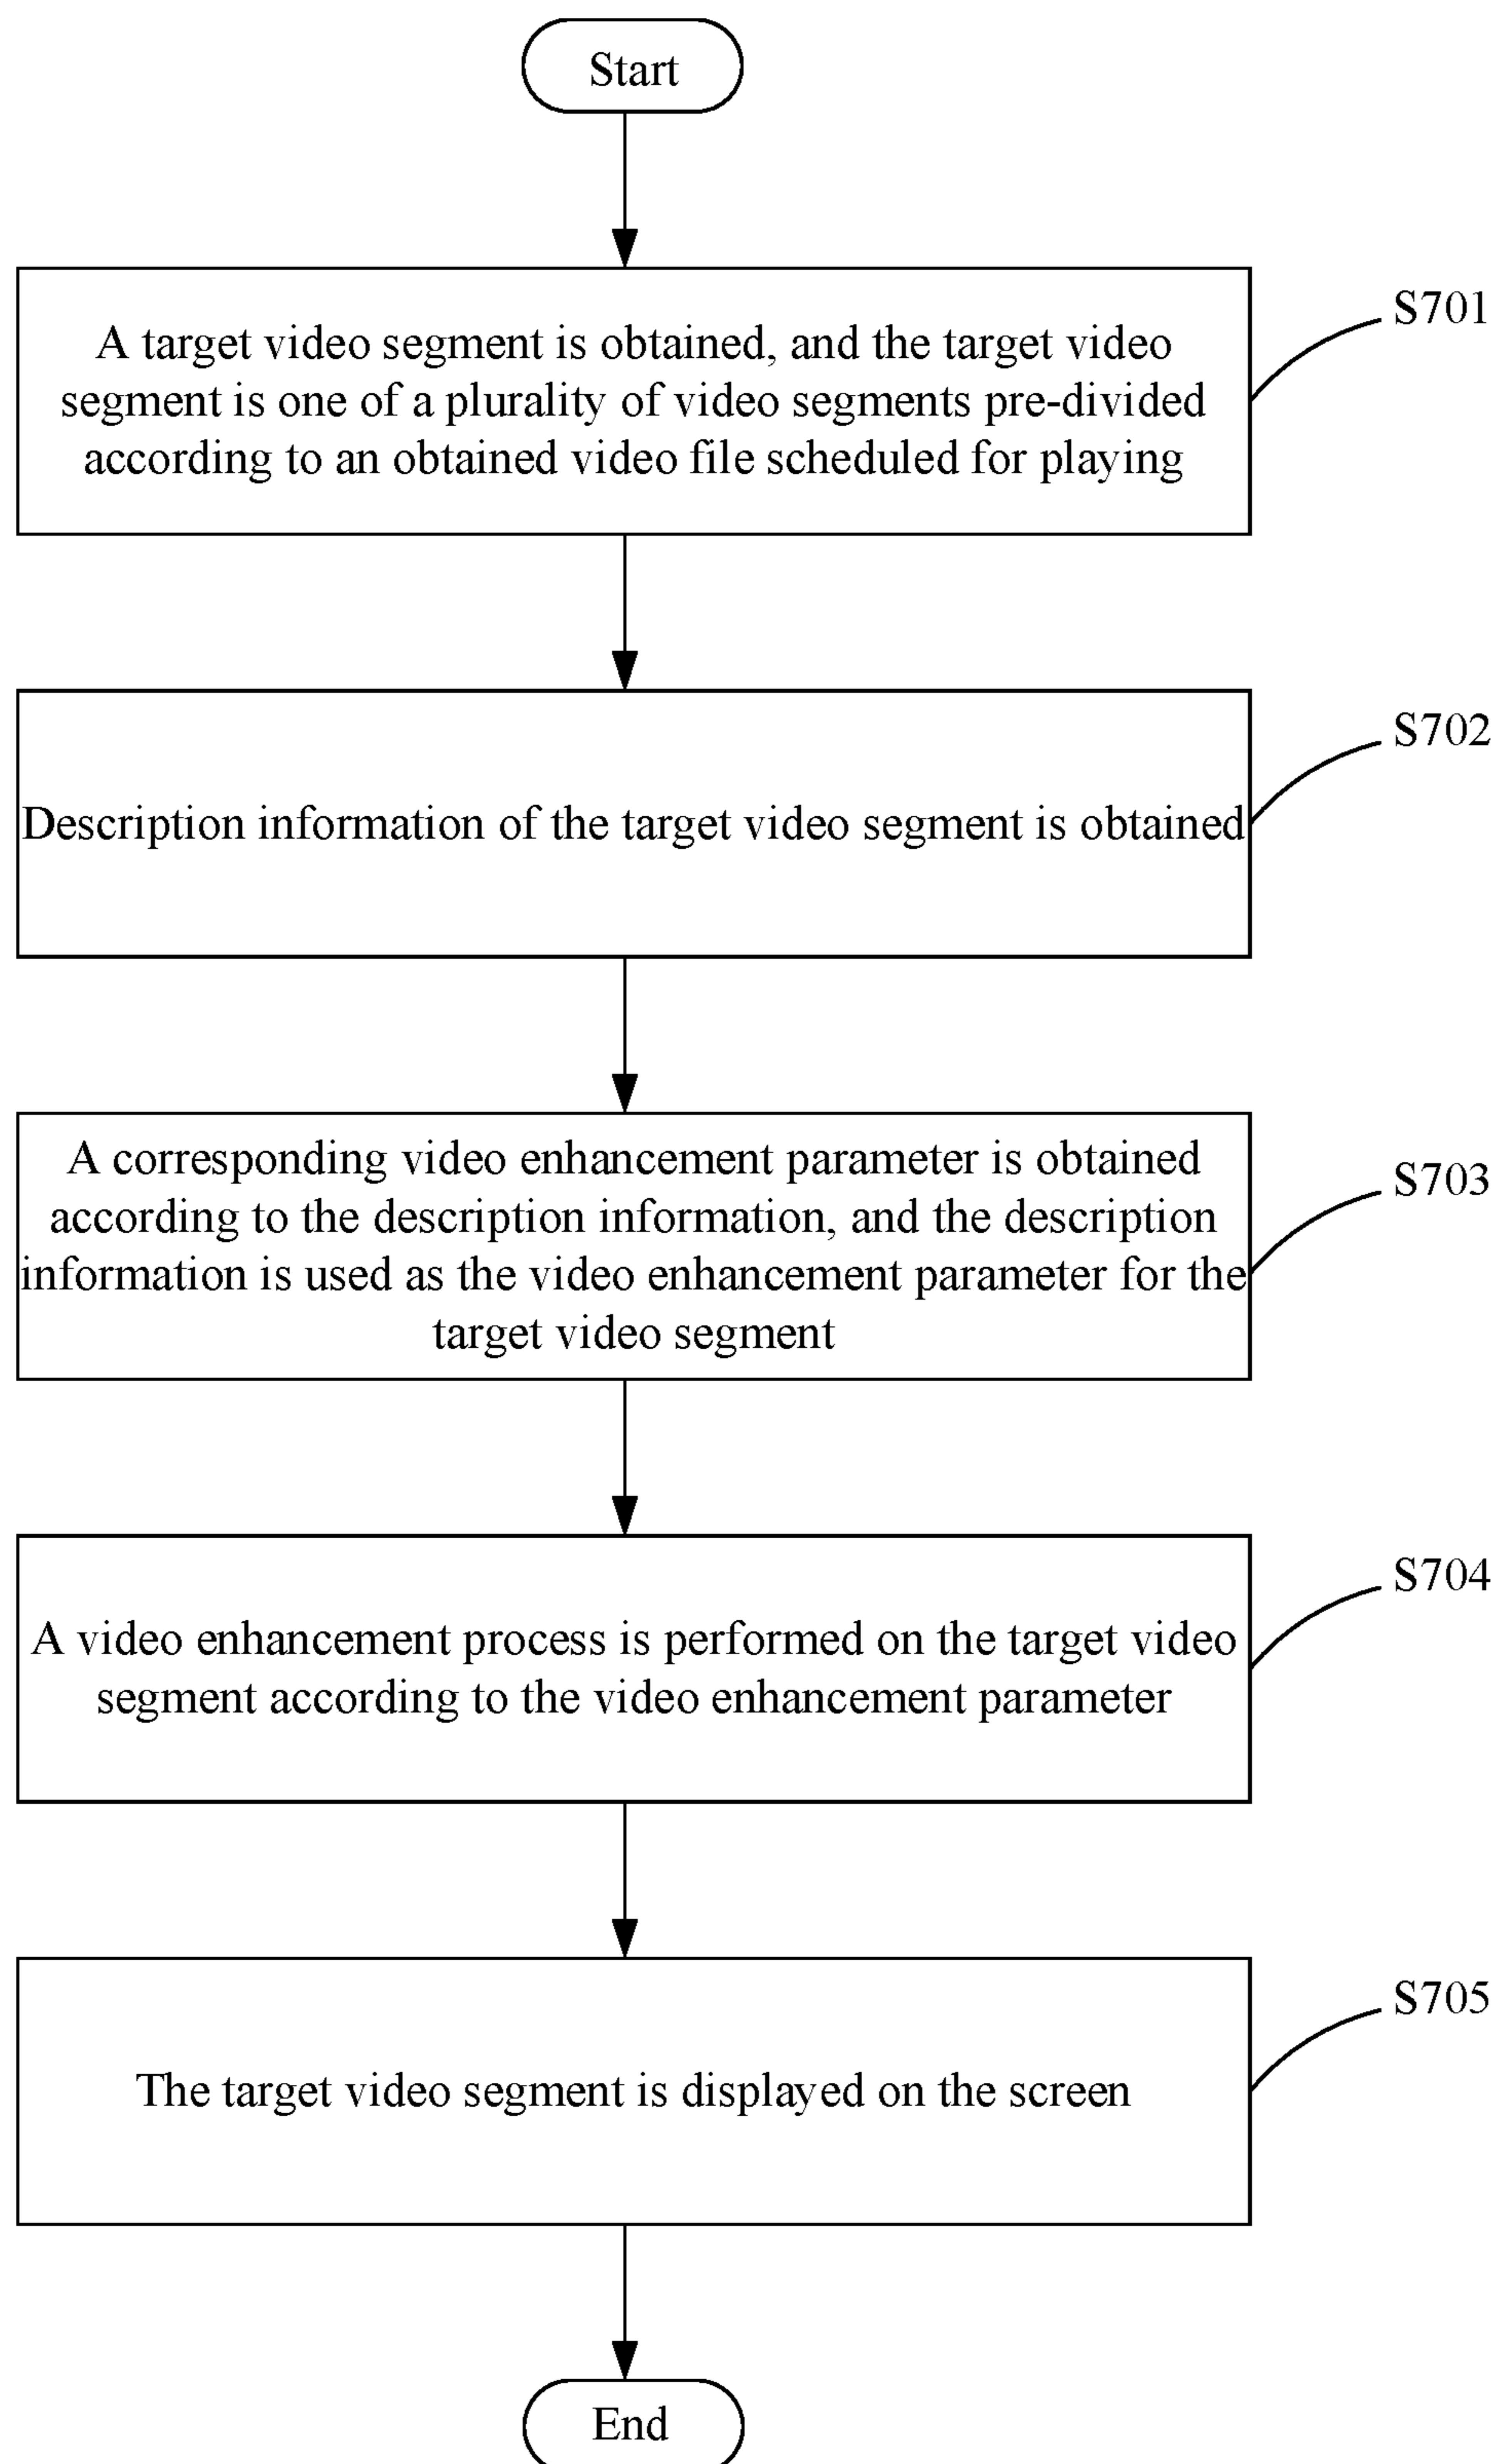 Start
A target video segment is obtained, and the target video
segment is one of a plurality of video segments pre-divided
according to an obtained video file scheduled for playing
S701
Description information of the target video segment is obtained
S702
A corresponding video enhancement parameter is obtained
according to the description information, and the description
information is used as the video enhancement parameter for the
target video segment
S703
A video enhancement process is performed on the target video
segment according to the video enhancement parameter
S704
The target video segment is displayed on the screen
S705
End